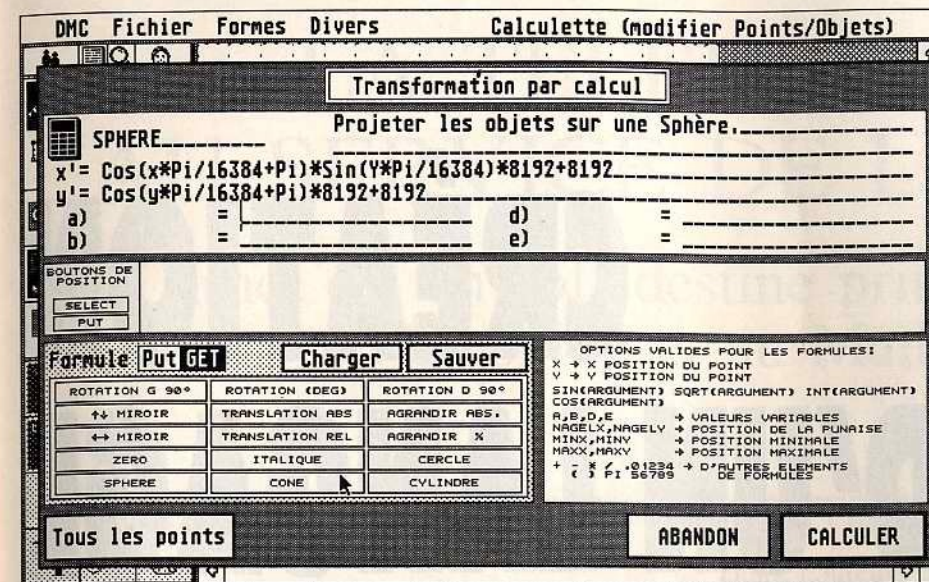 DMC Fichier Formes Divers Calculette (modifier Points/Objets)
Transformation par calcul
SPHERE_________ Projeter les objets sur une Sphère.
x'= Cos(x*Pi/16384+Pi)*Sin(Y*Pi/16384)*8192+8192
y'= Cos(y*Pi/16384+Pi)*8192+8192
a) = d) =
b) = e) =
BOUTONS DE
POSITION
SELECT
PUT
Formule Put GET Charger Sauver
ROTATION G 90° ROTATION (DEG) ROTATION D 90°
↑↓ MIROIR TRANSLATION ABS AGRANDIR ABS.
↔ MIROIR TRANSLATION REL AGRANDIR %
ZERO ITALIQUE CERCLE
SPHERE CONE CYLINDRE
OPTIONS VALIDES POUR LES FORMULES:
X → X POSITION DU POINT
Y → Y POSITION DU POINT
SIN(ARGUMENT) SQRT(ARGUMENT) INT(ARGUMENT)
COS(ARGUMENT)
A,B,D,E → VALEURS VARIABLES
NAGELX,NAGELY → POSITION DE LA PUNAISE
MINX,MINY → POSITION MINIMALE
MAXX,MAXY → POSITION MAXIMALE
+ - * / .01234 → D'AUTRES ELEMENTS
( ) PI 56789 DE FORMULES
Tous les points ABANDON CALCULER